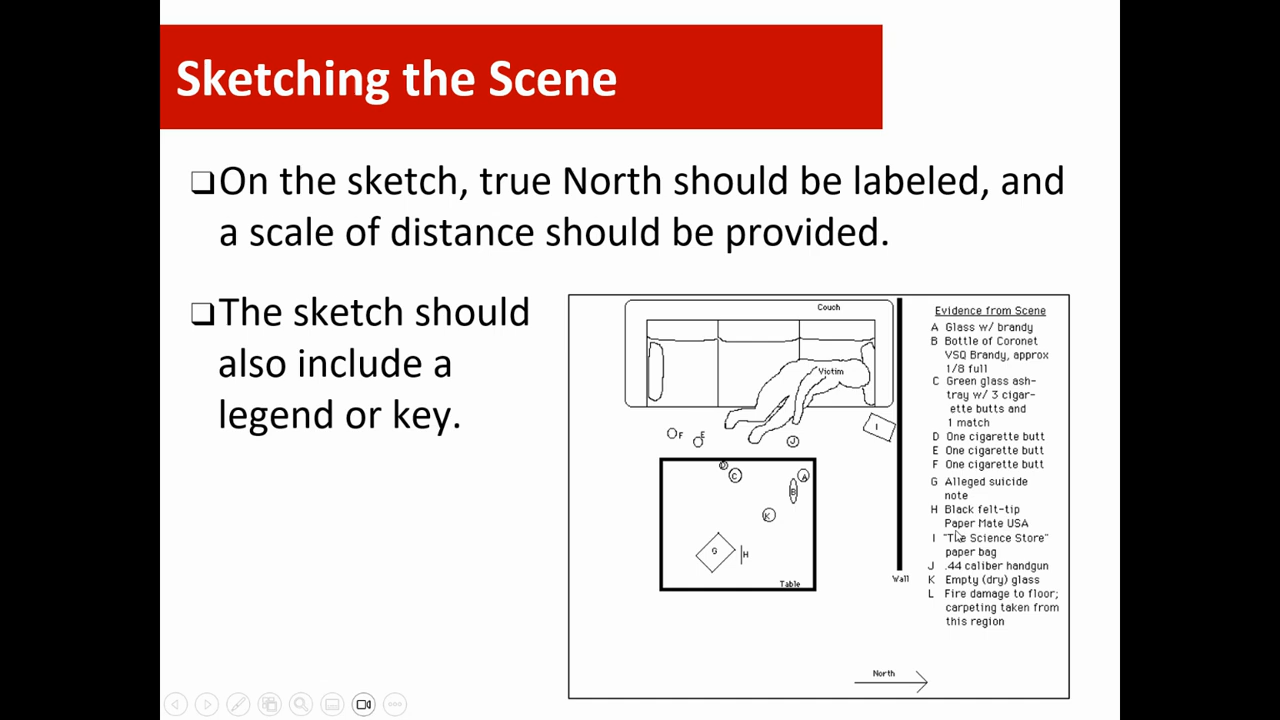 Sketching the Scene
On the sketch, true North should be labeled, and
a scale of distance should be provided.
The sketch should
also include a
legend or key.
Couch
Victim
F
E
J
I
D
C
A
B
K
G
H
Table
Wall
North
Evidence from Scene
A Glass w/ brandy
B Bottle of Coronet
VSQ Brandy, approx
1/8 full
C Green glass ash-
tray w/ 3 cigar-
ette butts and
1 match
D One cigarette butt
E One cigarette butt
F One cigarette butt
G Alleged suicide
note
H Black felt-tip
Paper Mate USA
I "The Science Store"
paper bag
J .44 caliber handgun
K Empty (dry) glass
L Fire damage to floor;
carpeting taken from
this region